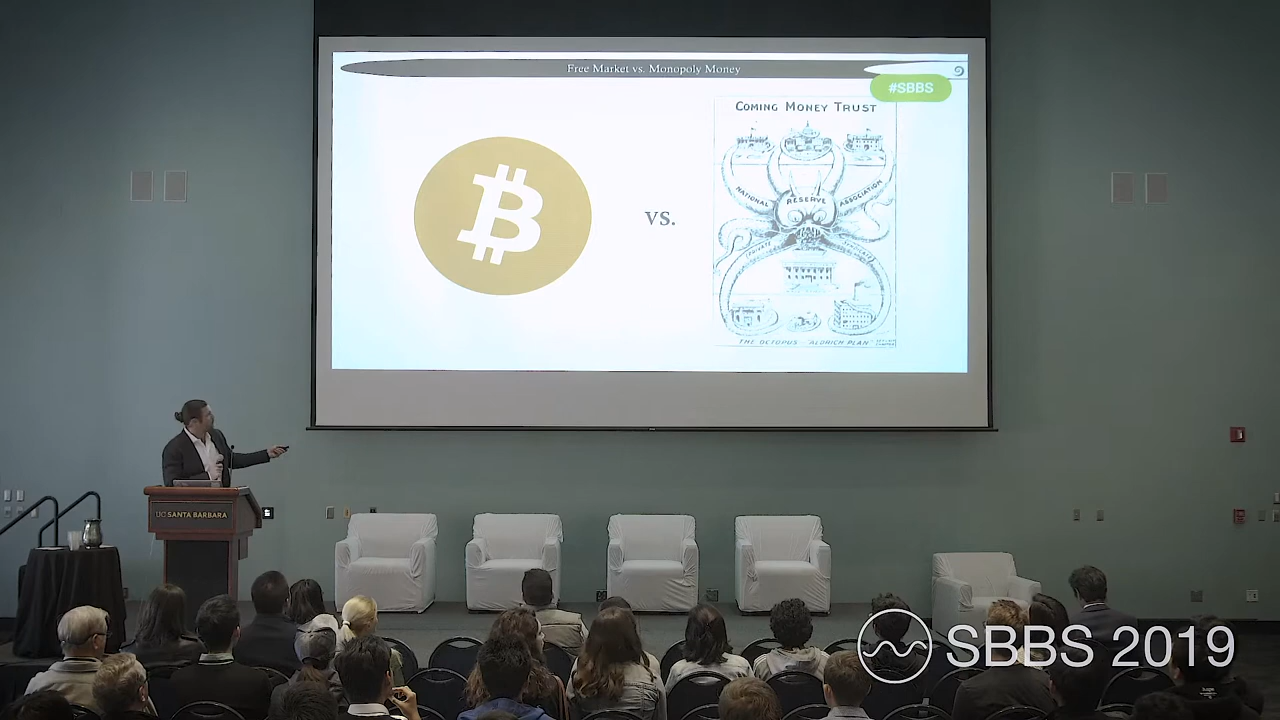 Free Market vs. Monopoly Money
#SBBS
COMING MONEY TRUST
NATIONAL RESERVE ASSOCIATION
vs.
(PRIVATE
THE OCTOPUS - "ALDRICH PLAN"
UC SANTA BARBARA
SBBS 2019